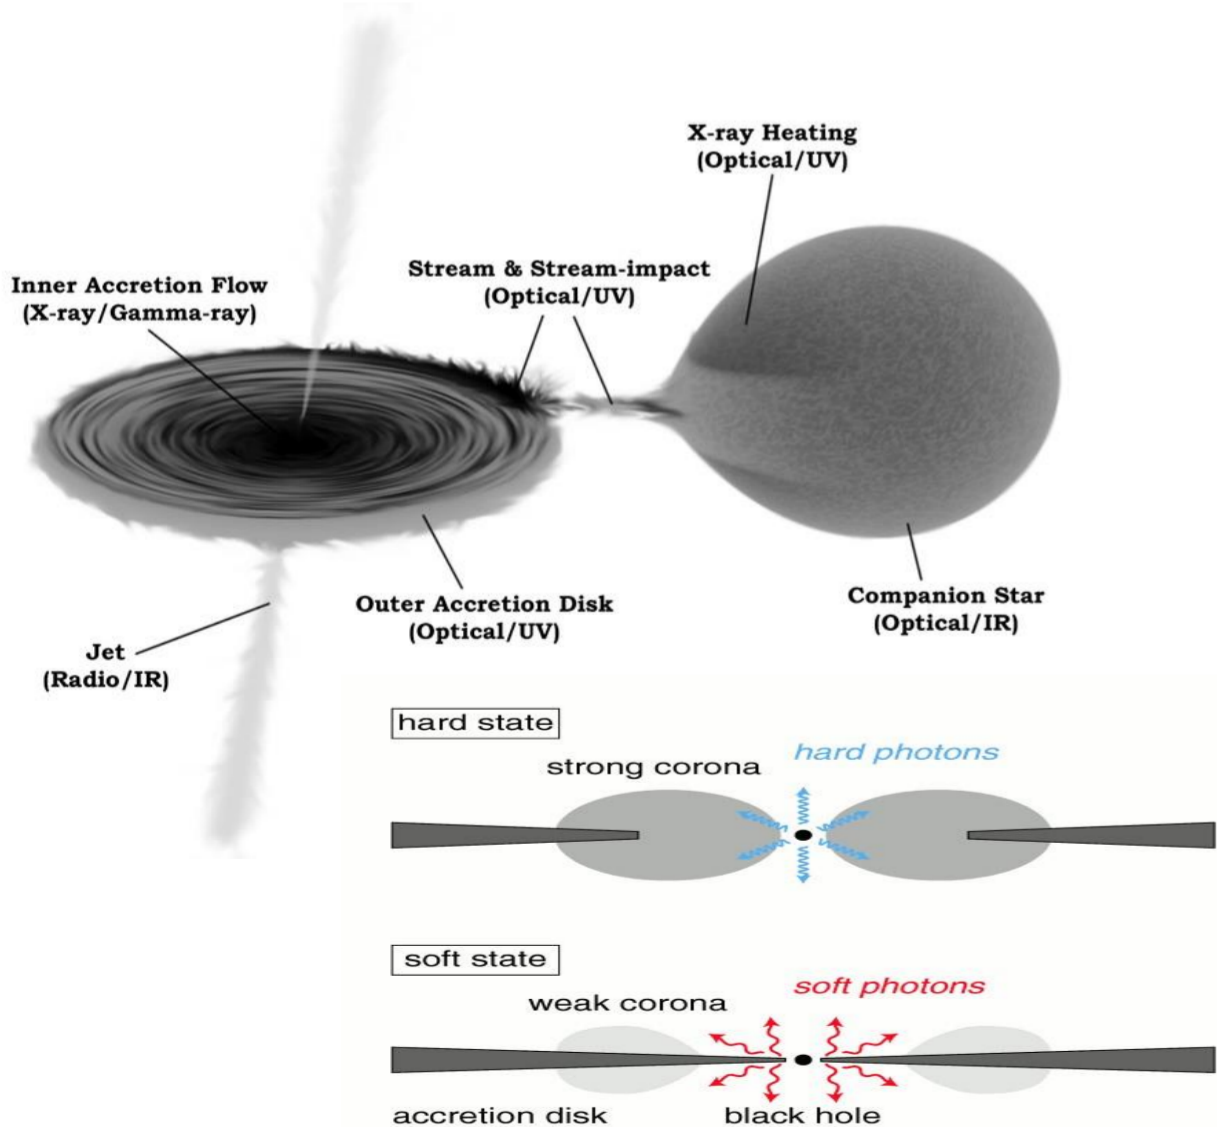 X-ray Heating
(Optical/UV)
Stream & Stream-impact
(Optical/UV)
Inner Accretion Flow
(X-ray/Gamma-ray)
Outer Accretion Disk
(Optical/UV)
Companion Star
(Optical/IR)
Jet
(Radio/IR)
hard state
hard photons
strong corona
soft state
soft photons
weak corona
accretion disk
black hole